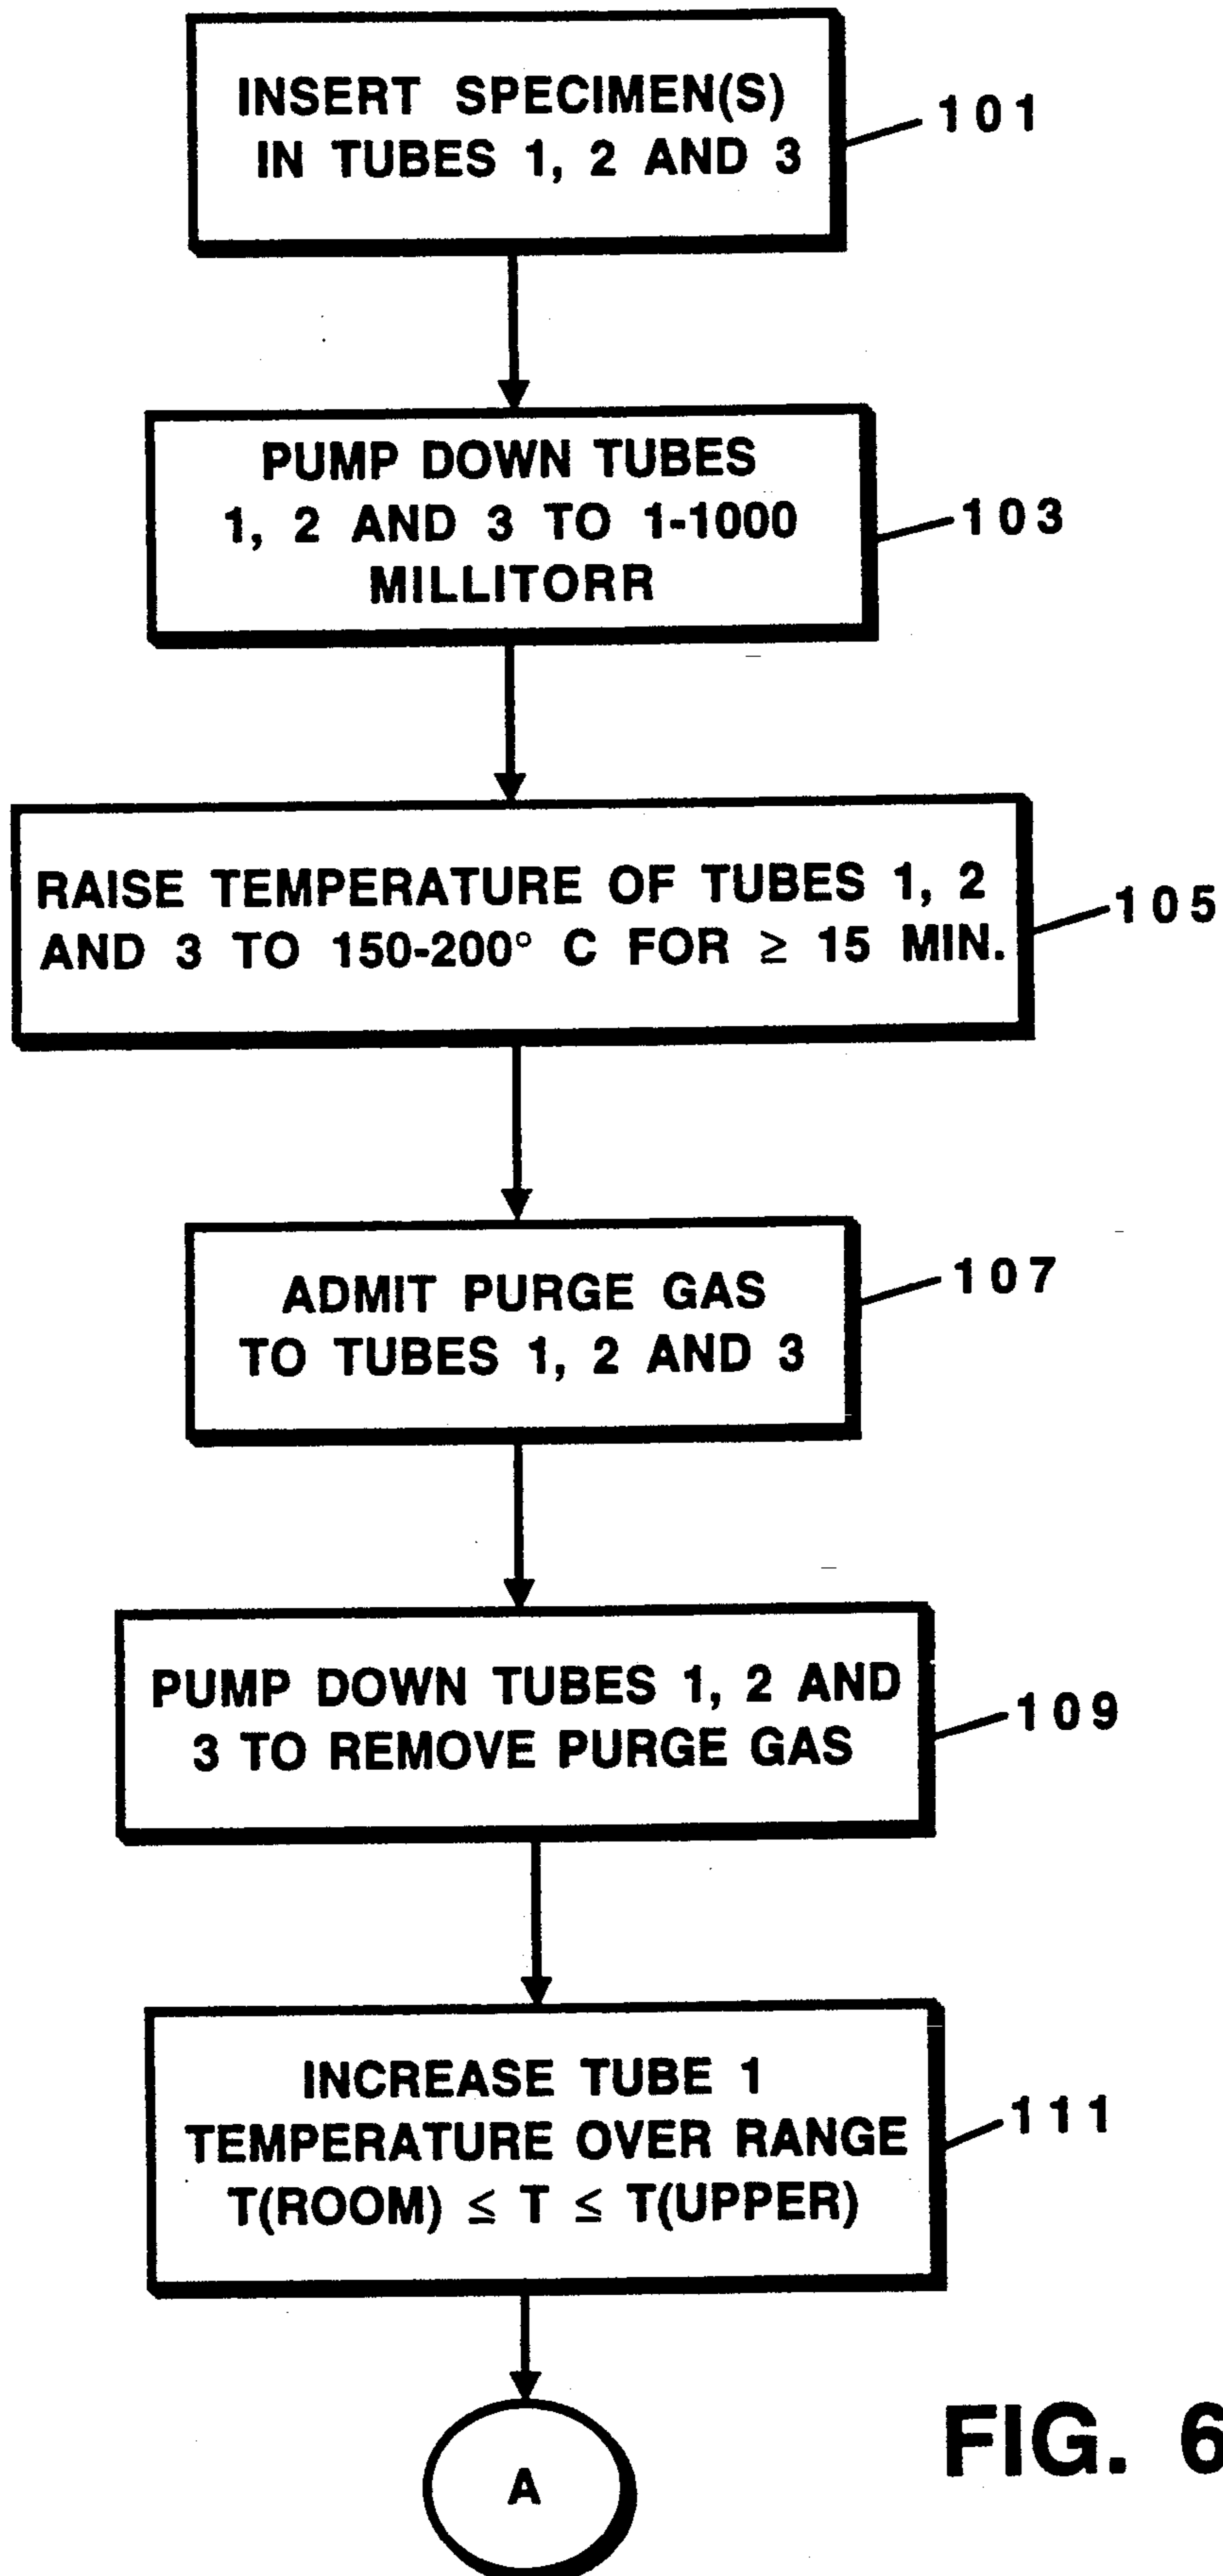 INSERT SPECIMEN(S)
IN TUBES 1, 2 AND 3
101
PUMP DOWN TUBES
1, 2 AND 3 TO 1-1000
MILLITORR
103
RAISE TEMPERATURE OF TUBES 1, 2
AND 3 TO 150-200° C FOR ≥ 15 MIN.
105
ADMIT PURGE GAS
TO TUBES 1, 2 AND 3
107
PUMP DOWN TUBES 1, 2 AND
3 TO REMOVE PURGE GAS
109
INCREASE TUBE 1
TEMPERATURE OVER RANGE
T(ROOM) ≤ T ≤ T(UPPER)
111
A
FIG. 6